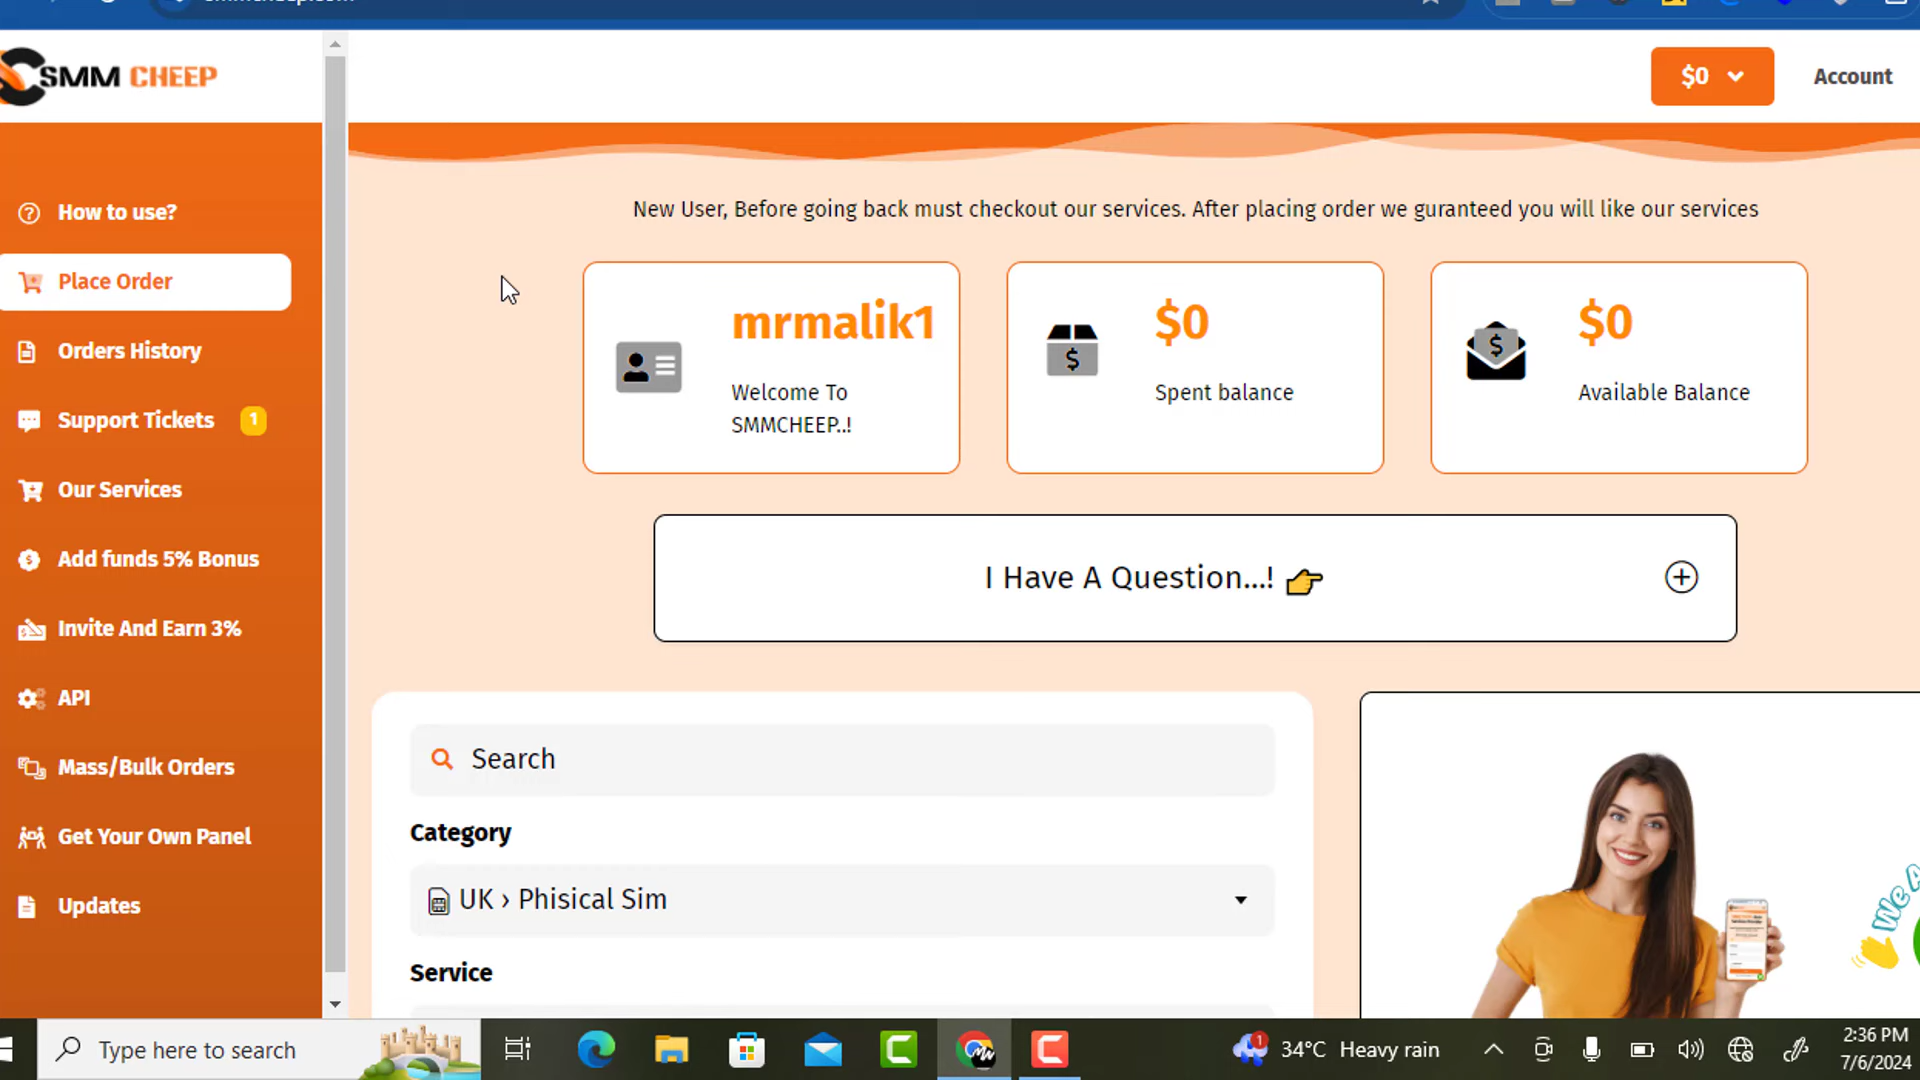 SMM CHEEP
$0
Account
How to use?
Place Order
Orders History
Support Tickets 1
Our Services
Add funds 5% Bonus
Invite And Earn 3%
API
Mass/Bulk Orders
Get Your Own Panel
Updates
New User, Before going back must checkout our services. After placing order we guranteed you will like our services
mrmalik1
Welcome To
SMMCHEEP..!
$0
Spent balance
$0
Available Balance
I Have A Question...! 👉
Search
Category
UK › Phisical Sim
Service
We A
Type here to search
1
34°C Heavy rain
2:36 PM
7/6/2024